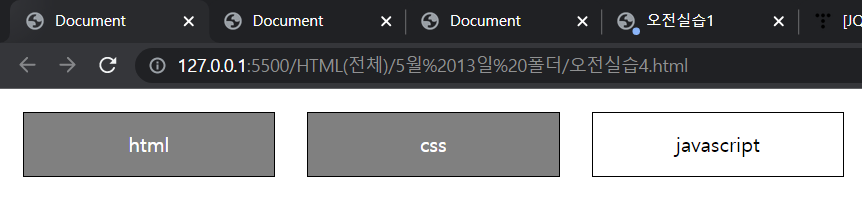 Document Document Document 오전실습1 [JQ
127.0.0.1:5500/HTML(전체)/5월%2013일%20폴더/오전실습4.html
html css javascript